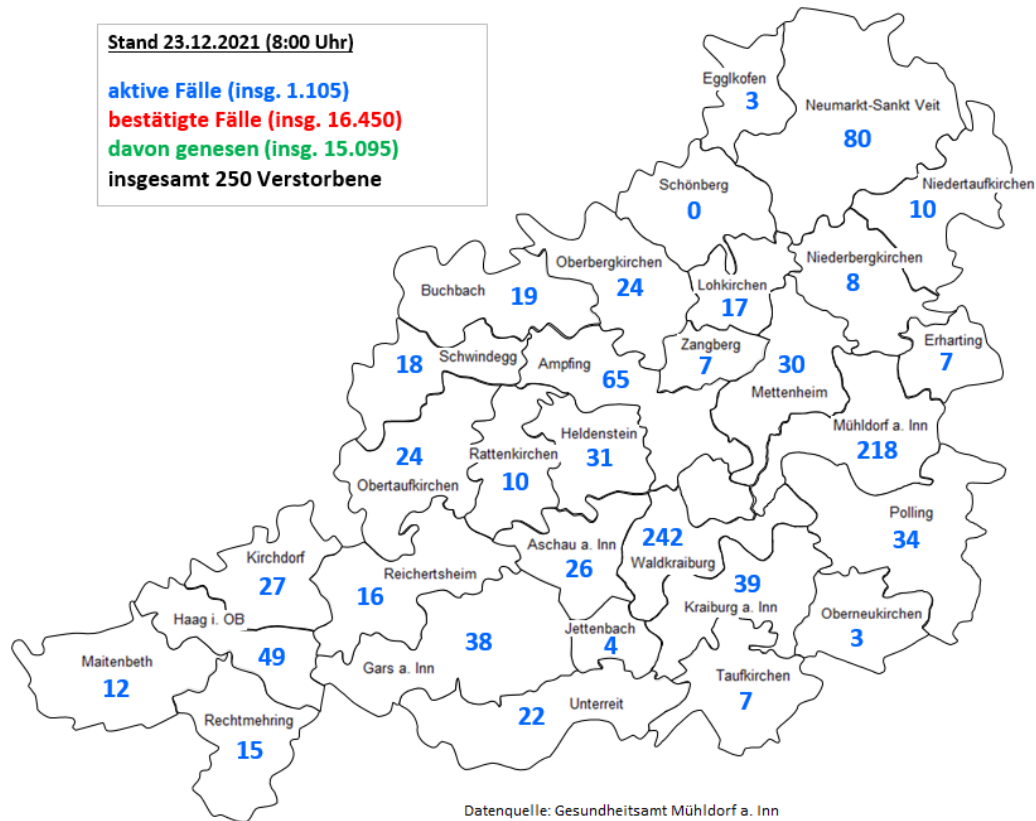 Stand 23.12.2021 (8:00 Uhr)
aktive Fälle (insg. 1.105)
bestätigte Fälle (insg. 16.450)
davon genesen (insg. 15.095)
insgesamt 250 Verstorbene
Egglkofen
3
Neumarkt-Sankt Veit
80
Niedertaufkirchen
10
Schönberg
0
Oberbergkirchen
24
Lohkirchen
17
Niederbergkirchen
8
Buchbach
19
Erharting
7
Zangberg
7
30
Mettenheim
18
Schwindegg
Ampfing
65
Mühldorf a. Inn
218
24
Obertaufkirchen
Rattenkirchen
10
Heldenstein
31
Polling
34
Kirchdorf
27
16
Reichertsheim
Aschau a. Inn
26
242
Waldkraiburg
39
Kraiburg a. Inn
Oberneukirchen
3
Haag i. OB
49
Maitenbeth
12
Gars a. Inn
38
Jettenbach
4
Taufkirchen
7
Rechtmehring
15
22
Unterreit
Datenquelle: Gesundheitsamt Mühldorf a. Inn